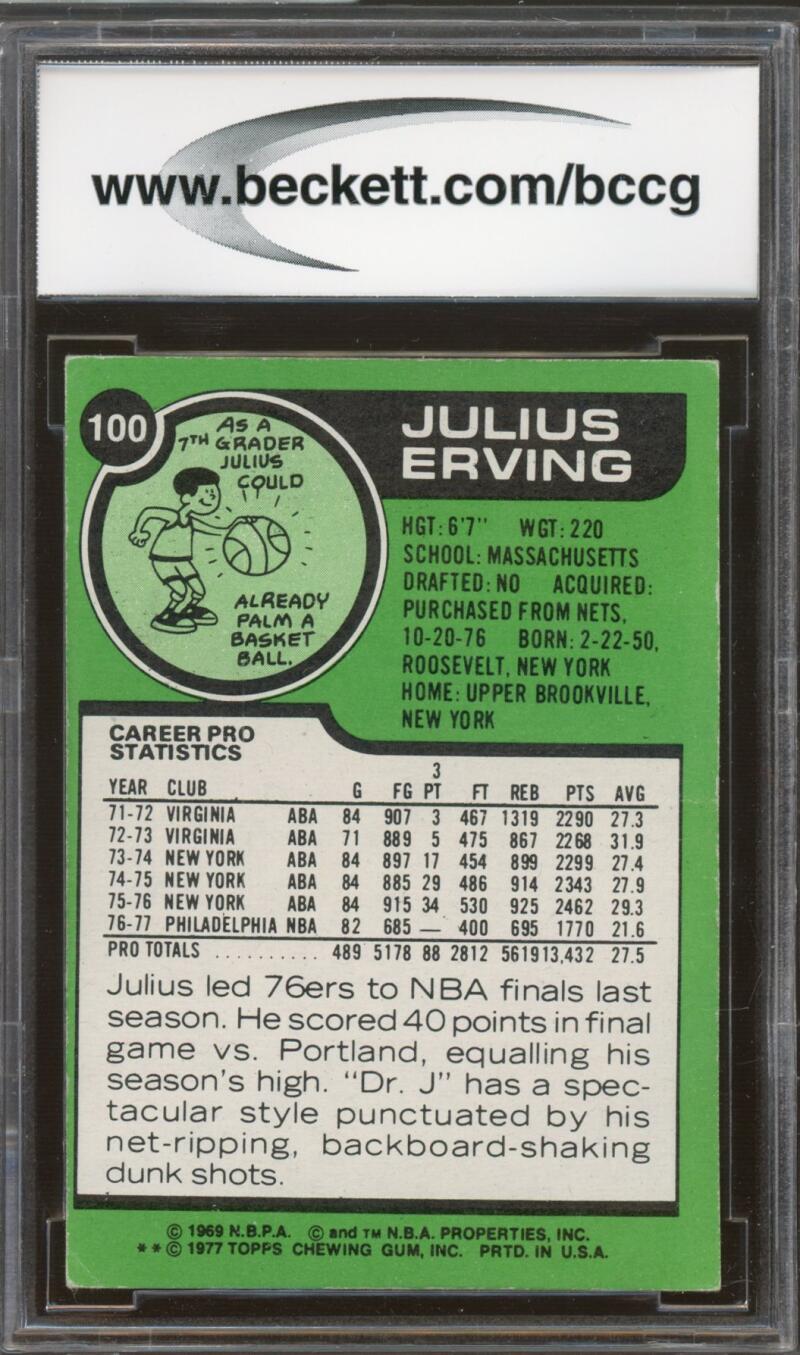 www.beckett.com/bccg
100
AS A
7TH GRADER
JULIUS
COULD
ALREADY
PALM A
BASKET
BALL.
JULIUS
ERVING
HGT: 6'7" WGT: 220
SCHOOL: MASSACHUSETTS
DRAFTED: NO ACQUIRED:
PURCHASED FROM NETS,
10-20-76 BORN: 2-22-50,
ROOSEVELT, NEW YORK
HOME: UPPER BROOKVILLE,
NEW YORK
CAREER PRO
STATISTICS
YEAR CLUB G FG 3 PT FT REB PTS AVG
71-72 VIRGINIA ABA 84 907 3 467 1319 2290 27.3
72-73 VIRGINIA ABA 71 889 5 475 867 2268 31.9
73-74 NEW YORK ABA 84 897 17 454 899 2299 27.4
74-75 NEW YORK ABA 84 885 29 486 914 2343 27.9
75-76 NEW YORK ABA 84 915 34 530 925 2462 29.3
76-77 PHILADELPHIA NBA 82 685 — 400 695 1770 21.6
PRO TOTALS .......... 489 5178 88 2812 5619 13,432 27.5
Julius led 76ers to NBA finals last
season. He scored 40 points in final
game vs. Portland, equalling his
season's high. "Dr. J" has a spec-
tacular style punctuated by his
net-ripping, backboard-shaking
dunk shots.
© 1969 N.B.P.A. © and TM N.B.A. PROPERTIES, INC.
* * © 1977 TOPPS CHEWING GUM, INC. PRTD. IN U.S.A.